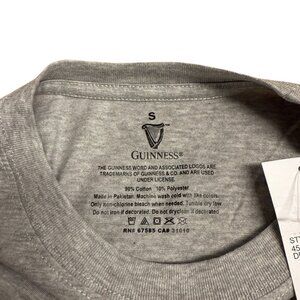 S
GUINNESS®
THE GUINNESS WORD AND ASSOCIATED LOGOS ARE
TRADEMARKS OF GUINNESS & CO. AND ARE USED
UNDER LICENSE.
90% Cotton 10% Polyester
Made in Pakistan. Machine wash cold with like colors.
Only non-chlorine bleach when needed. Tumble dry low
Do not iron if decorated. Do not dryclean if decorated
RN# 67585 CA# 31010
ST
45
D